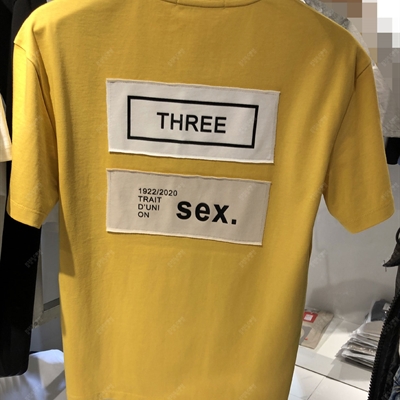 THREE
1922/2020
TRAIT
D'UNI
ON
sex.